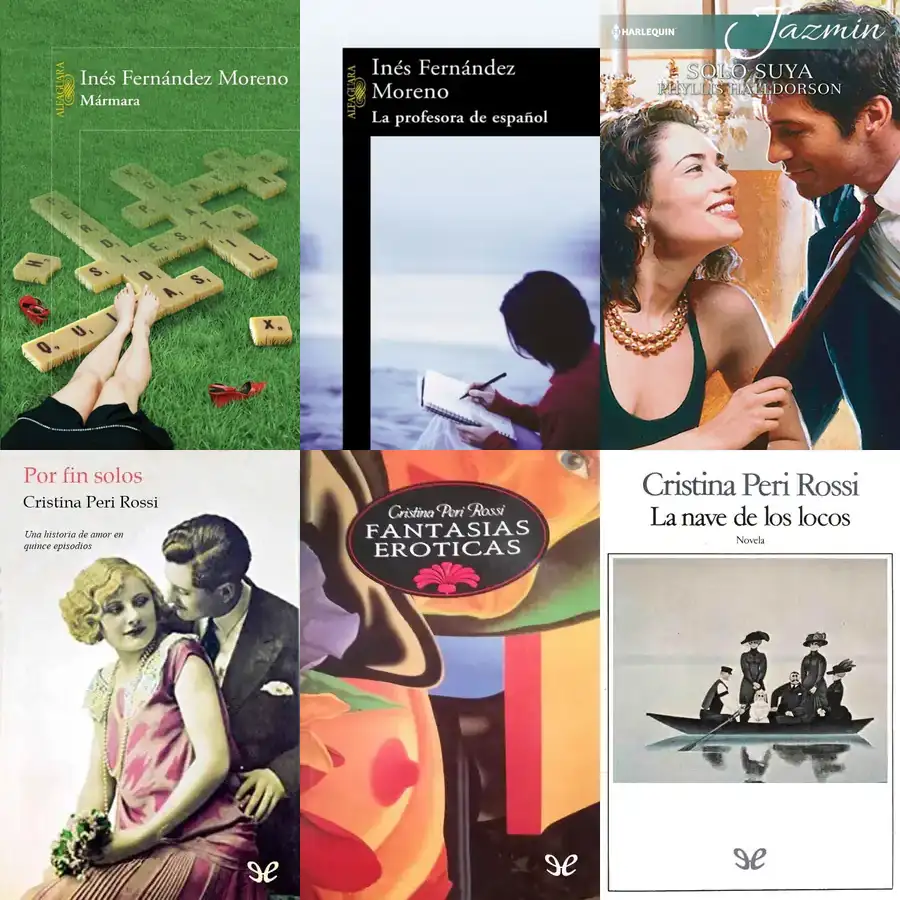 ALFAGUARA
Inés Fernández Moreno
Mármara
Q U I
A S
S I E S T A
X
ALFAGUARA
Inés Fernández
Moreno
La profesora de español
HARLEQUIN
Jazmín
SOLO SUYA
PHYLLIS HALLDORSON
Por fin solos
Cristina Peri Rossi
Una historia de amor en
quince episodios
Cristina Peri Rossi
FANTASIAS
EROTICAS
Cristina Peri Rossi
La nave de los locos
Novela